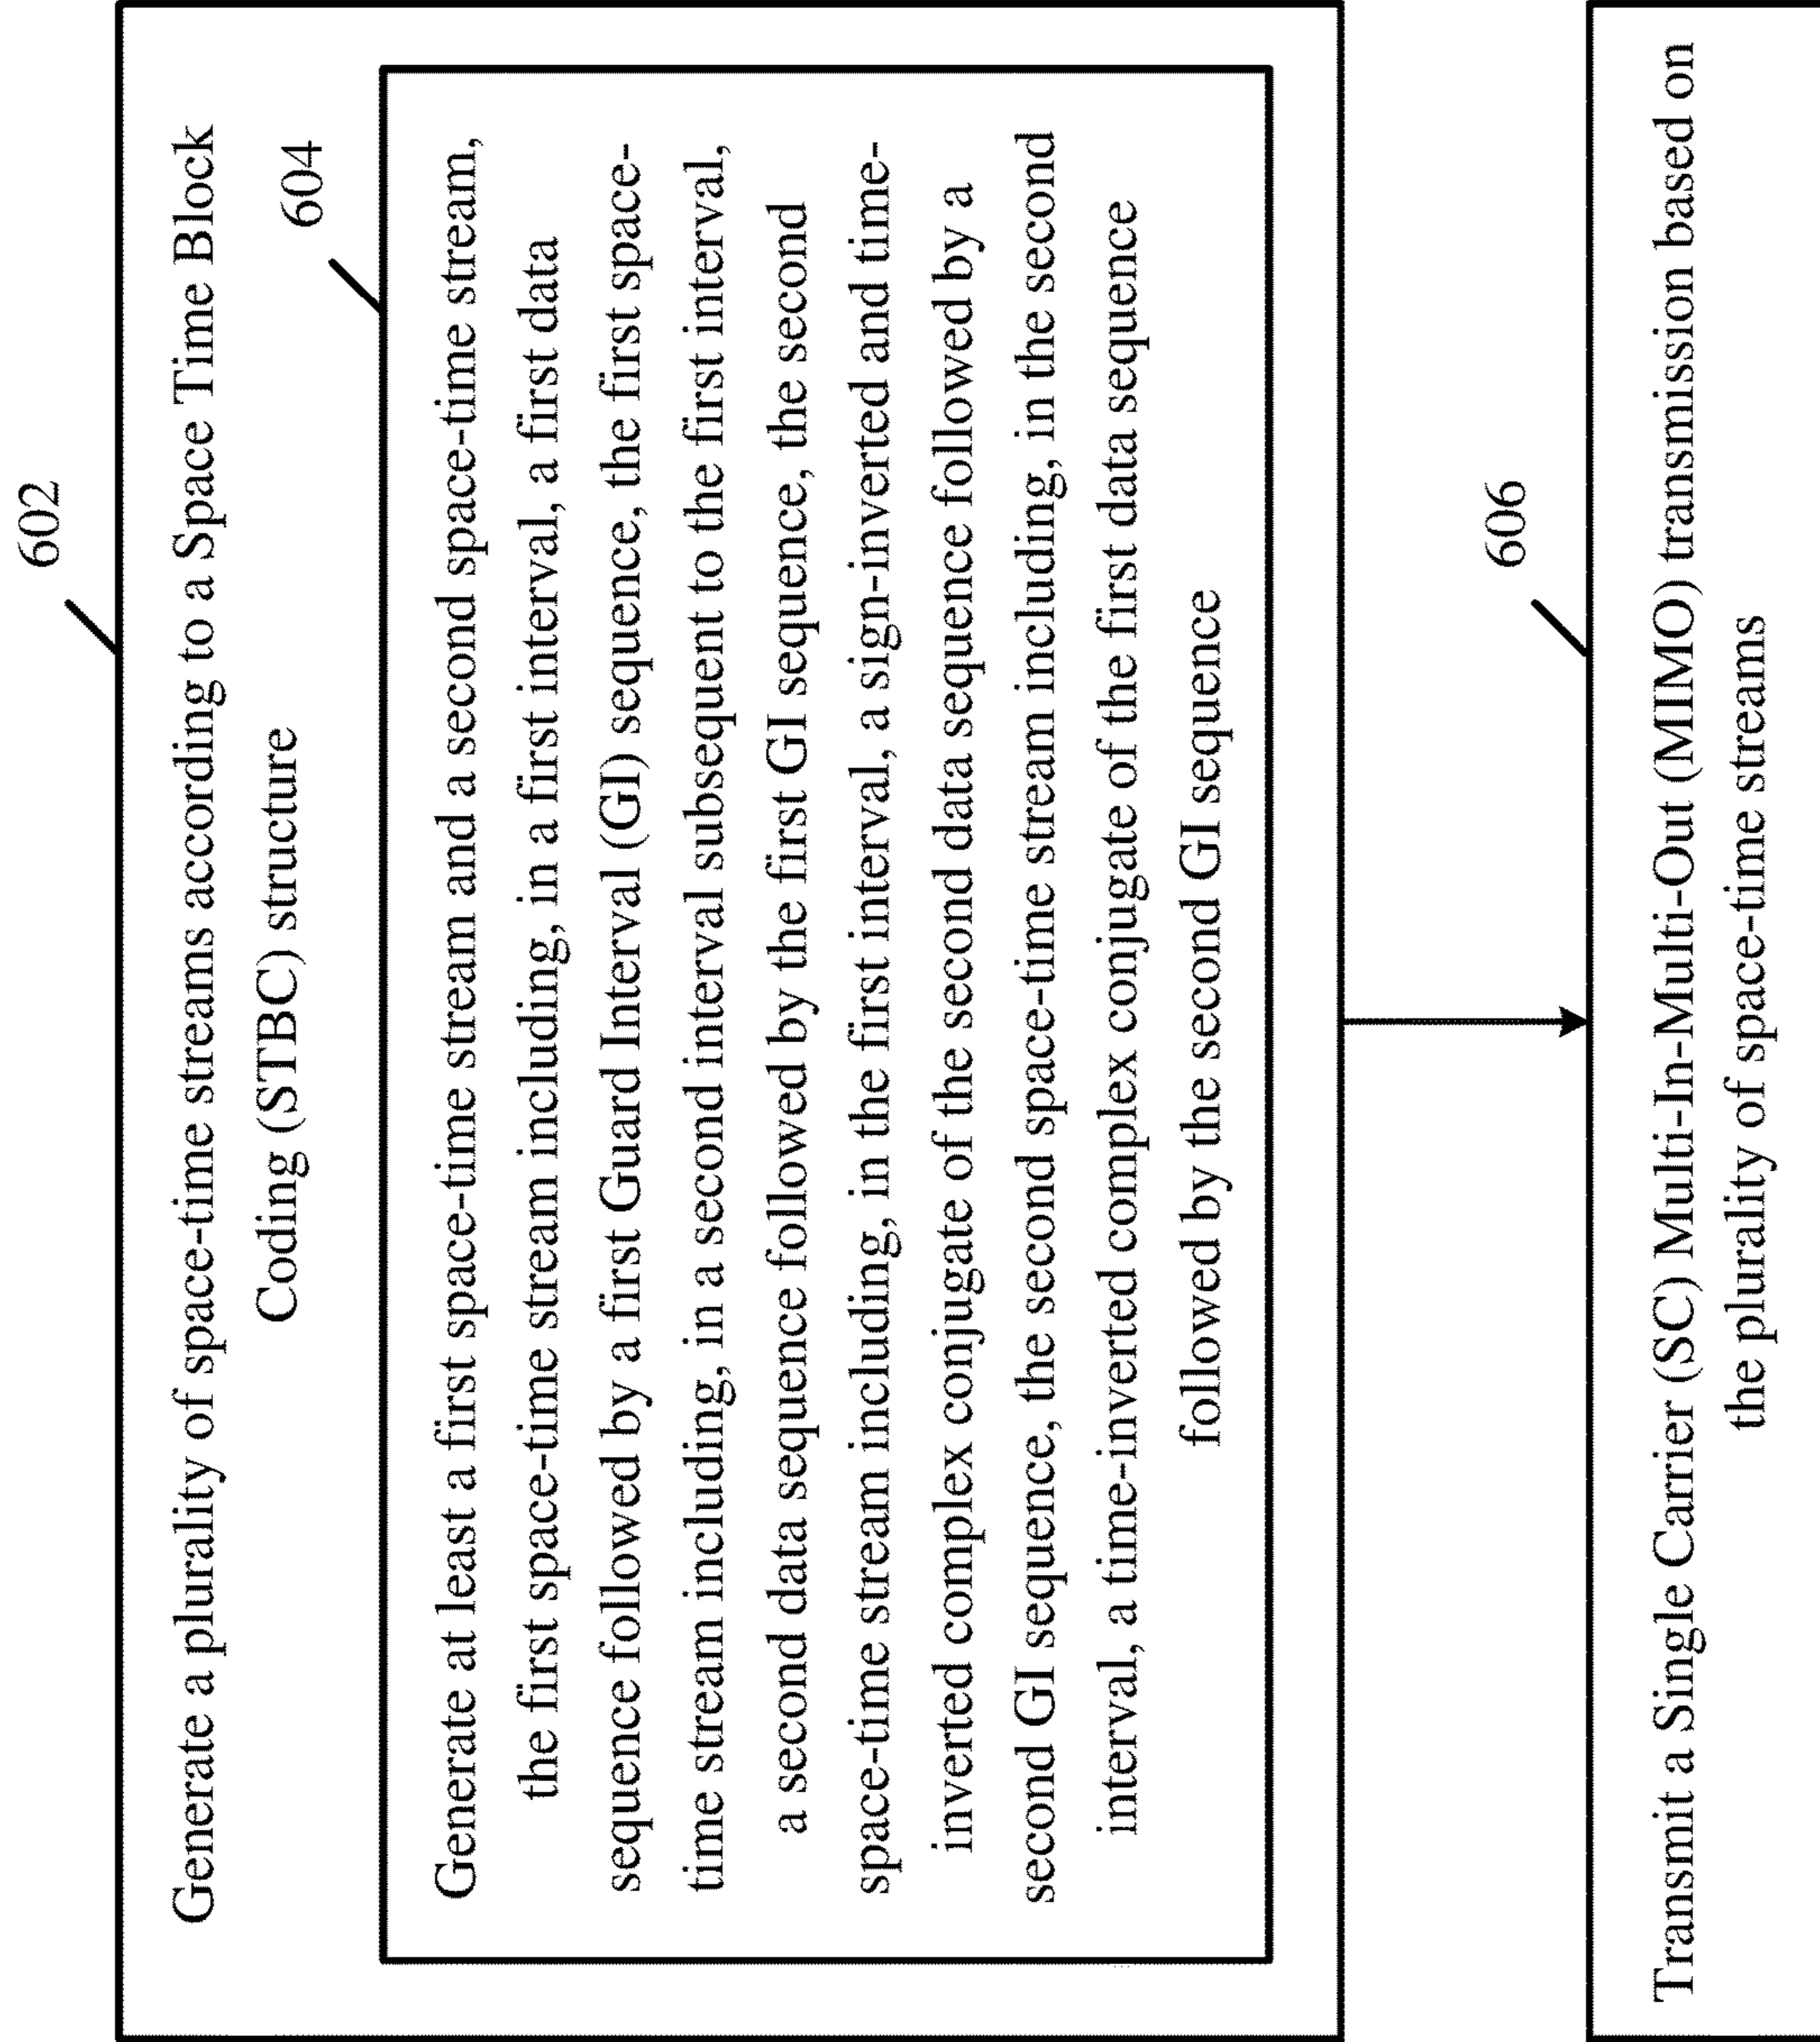 602
Generate a plurality of space-time streams according to a Space Time Block
Coding (STBC) structure
604
Generate at least a first space-time stream and a second space-time stream,
the first space-time stream including, in a first interval, a first data
sequence followed by a first Guard Interval (GI) sequence, the first space-
time stream including, in a second interval subsequent to the first interval,
a second data sequence followed by the first GI sequence, the second
space-time stream including, in the first interval, a sign-inverted and time-
inverted complex conjugate of the second data sequence followed by a
second GI sequence, the second space-time stream including, in the second
interval, a time-inverted complex conjugate of the first data sequence
followed by the second GI sequence
606
Transmit a Single Carrier (SC) Multi-In-Multi-Out (MIMO) transmission based on
the plurality of space-time streams